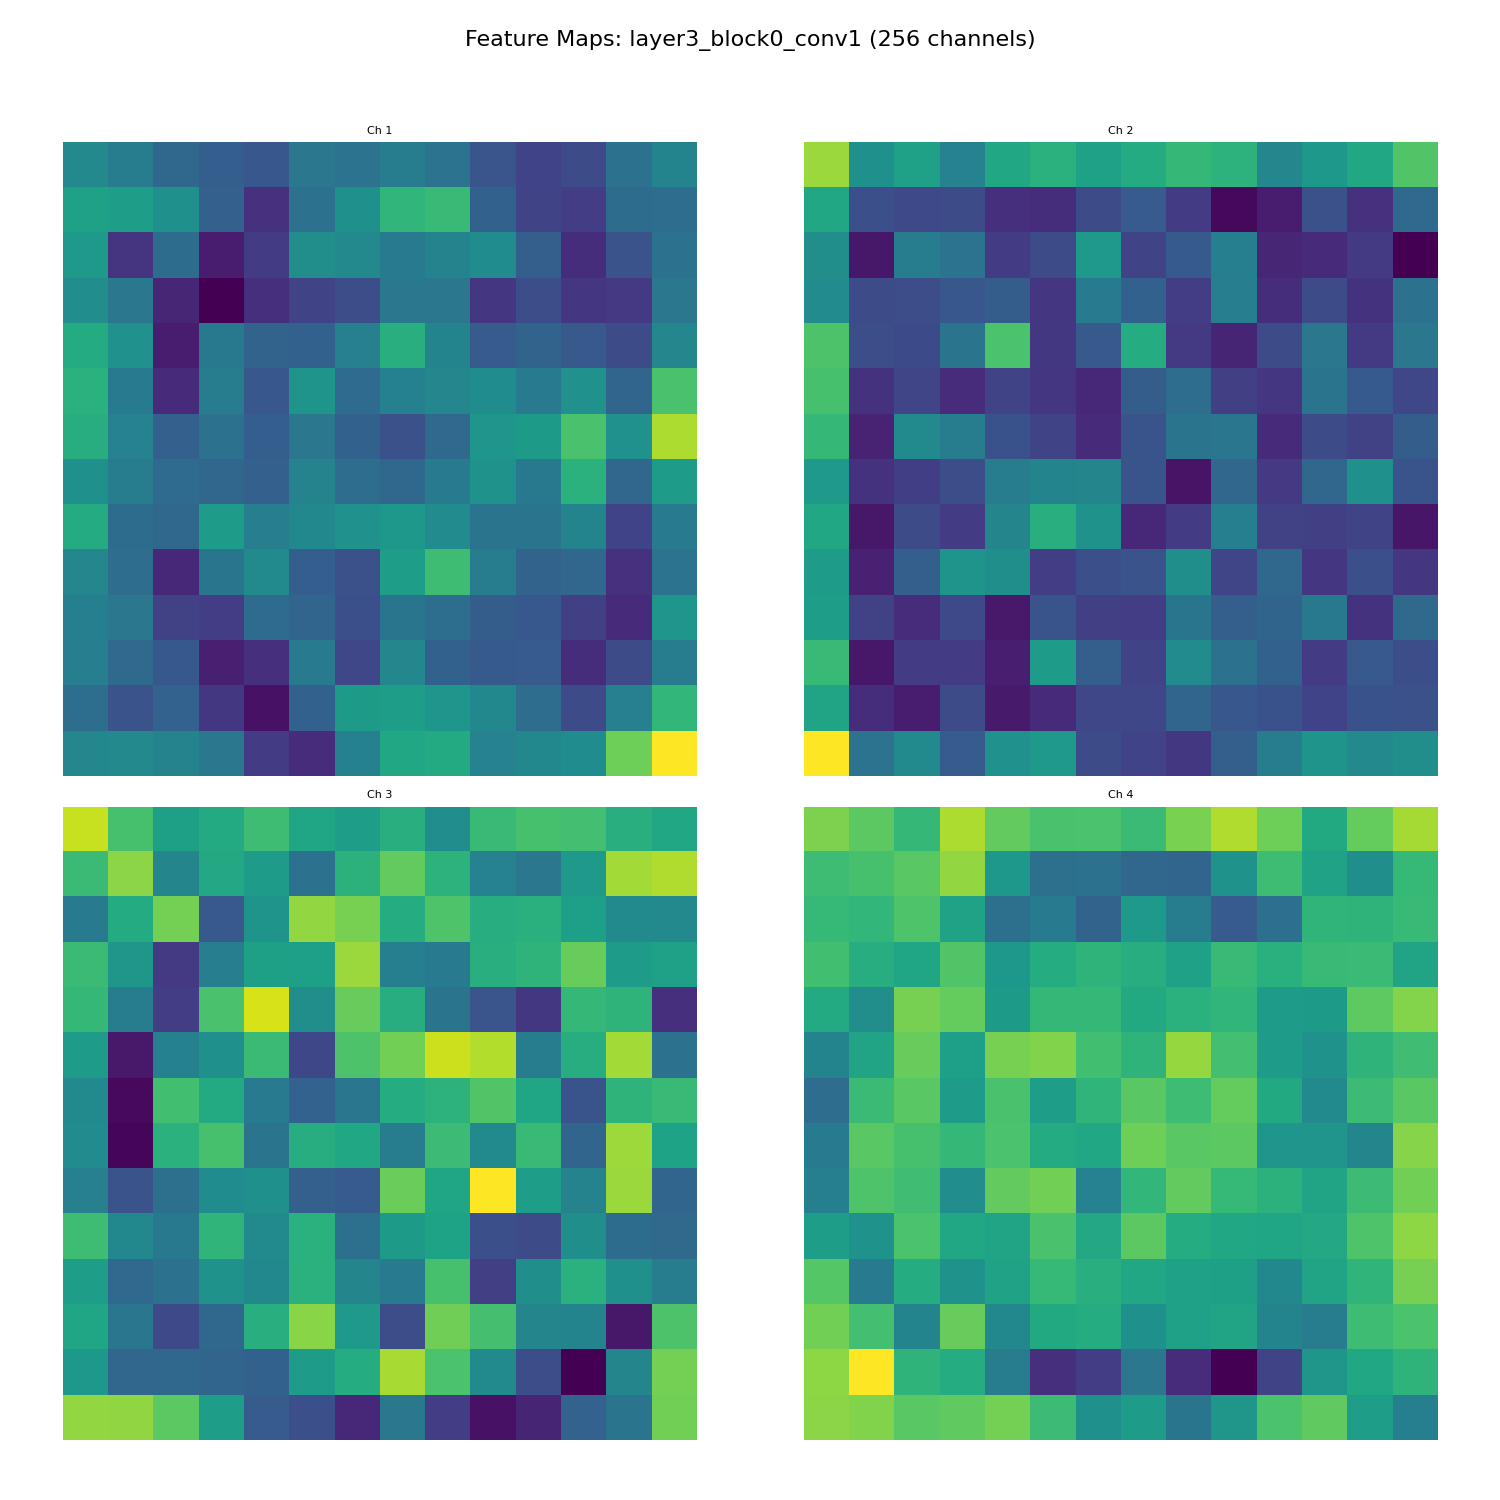 Feature Maps: layer3_block0_conv1 (256 channels)
Ch 1
Ch 2
Ch 3
Ch 4